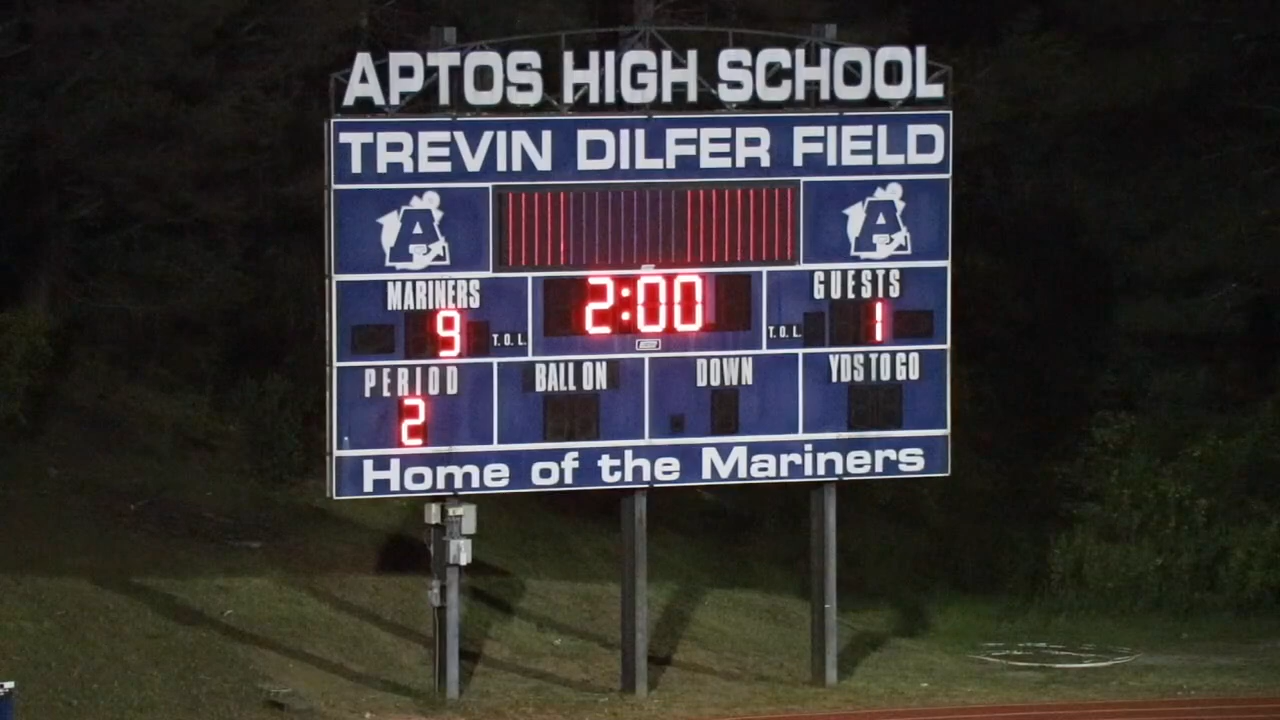 APTOS HIGH SCHOOL
TREVIN DILFER FIELD
A A
MARINERS 2:00 GUESTS
9 T. O. L. T. O. L. 1
PERIOD BALL ON DOWN YDS TO GO
2
Home of the Mariners